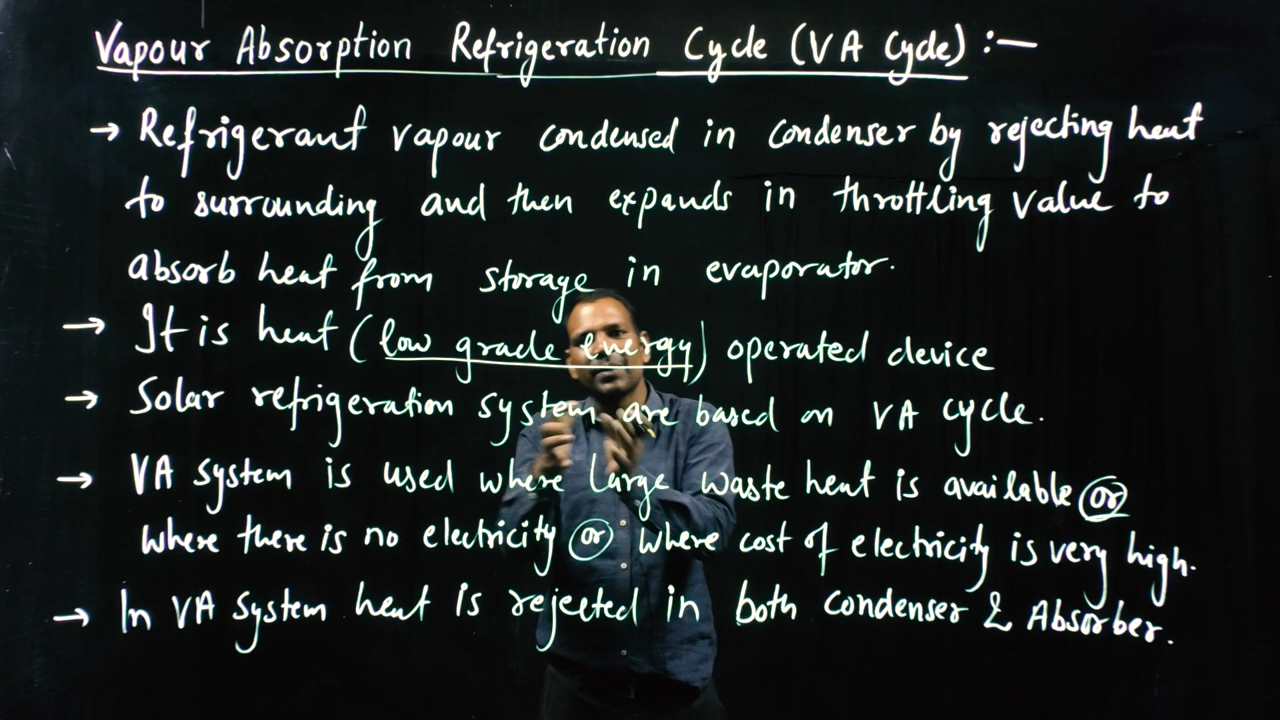 Vapour Absorption Refrigeration Cycle (VA Cycle) :-
→ Refrigerant vapour condensed in condenser by rejecting heat
to surrounding and then expands in throttling value to
absorb heat from storage in evaporator.
→ It is heat (low grade energy) operated device
→ Solar refrigeration system are based on VA cycle.
→ VA system is used where large waste heat is available or
where there is no electricity or where cost of electricity is very high.
→ In VA system heat is rejected in both condenser & Absorber.